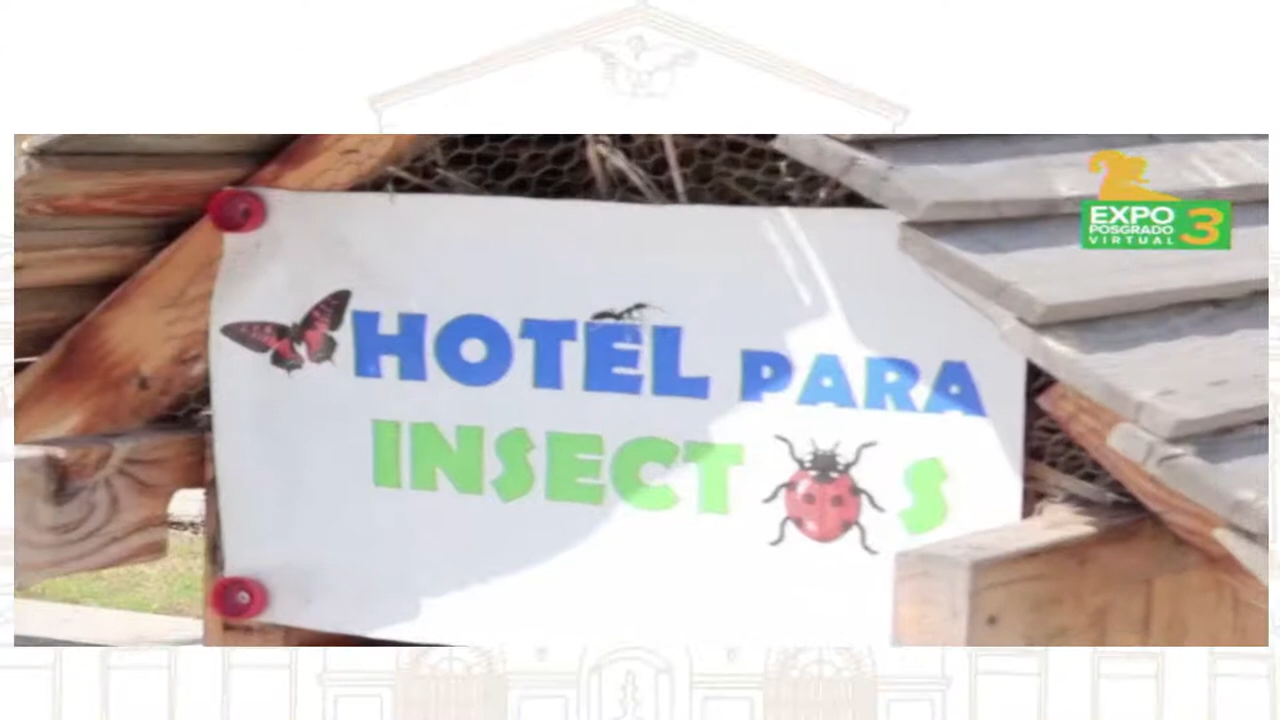 HOTEL PARA
INSECT S
EXPO
POSGRADO
VIRTUAL 3